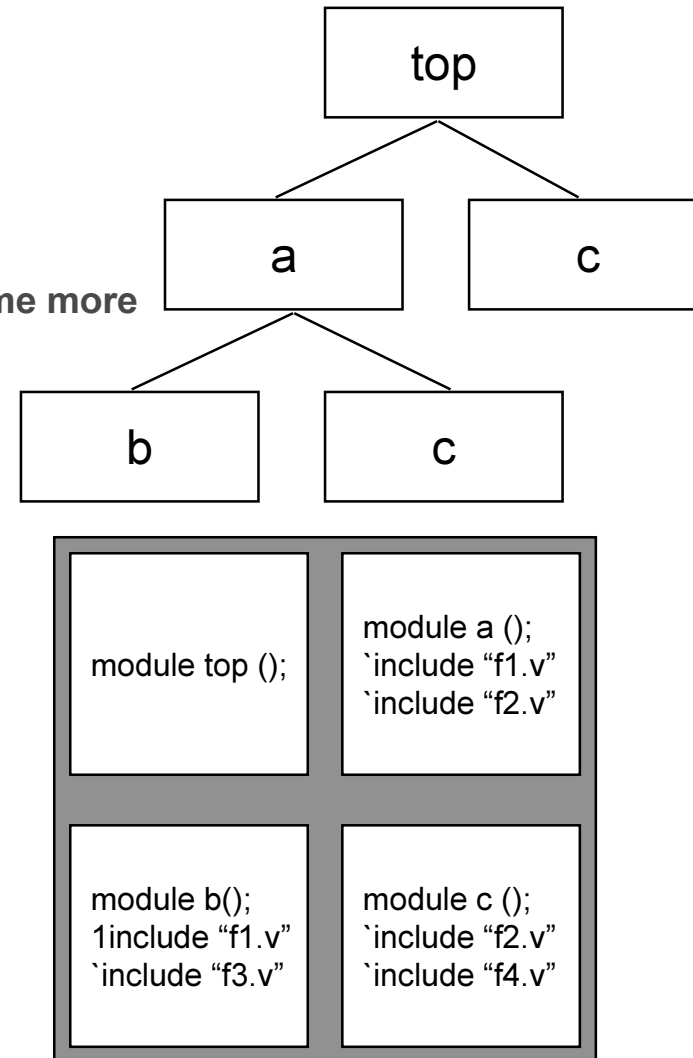 top
a
c
me more
b
c
module top ();
module a ();
`include “f1.v”
`include “f2.v”
module b();
1include “f1.v”
`include “f3.v”
module c ();
`include “f2.v”
`include “f4.v”